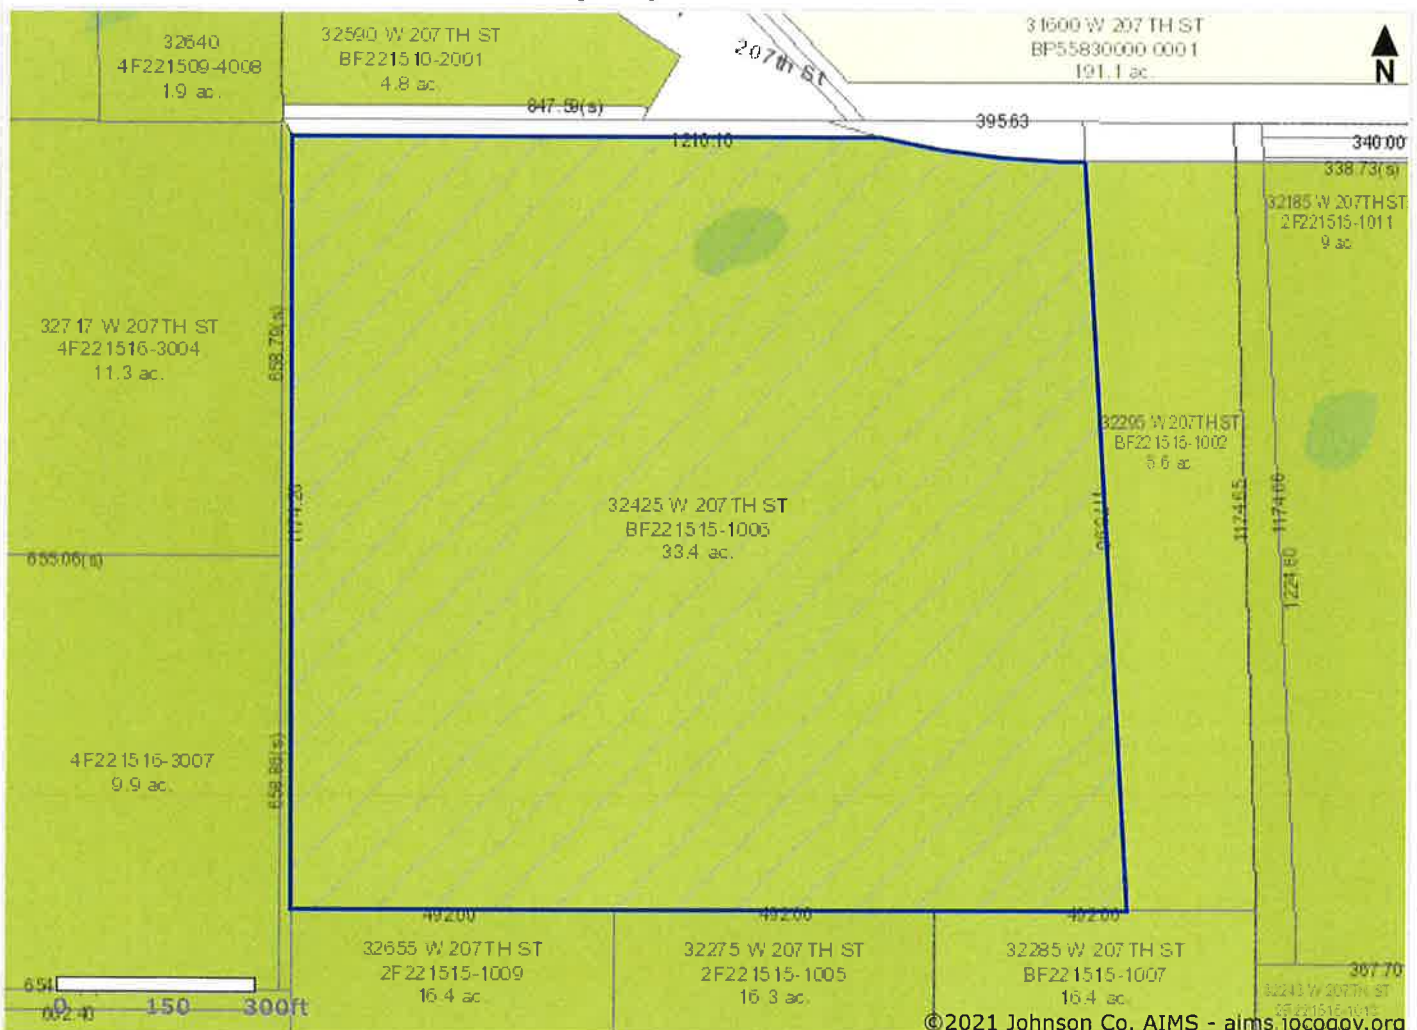 32640
4F221509-4008
1.9 ac.
32590 W 207TH ST
BF221510-2001
4.8 ac.
207th St
31600 W 207TH ST
BP55830000 0001
191.1 ac.
N
847.59(s)
1210.10
395.63
340.00
338.73(s)
32185 W 207TH ST
2F221515-1011
9 ac
32717 W 207TH ST
4F221516-3004
11.3 ac.
658.79(s)
32295 W 207TH ST
BF221515-1002
5.6 ac
1174.20
32425 W 207TH ST
BF221515-1006
33.4 ac.
1174.65
1174.66
1224.60
655.06(s)
4F221516-3007
9.9 ac.
658.86(s)
492.00
492.00
492.00
32655 W 207TH ST
2F221515-1009
16.4 ac.
32275 W 207TH ST
2F221515-1005
16.3 ac.
32285 W 207TH ST
BF221515-1007
16.4 ac.
367.70
32243 W 207TH ST
0 150 300ft
©2021 Johnson Co. AIMS - aims.jocogov.org